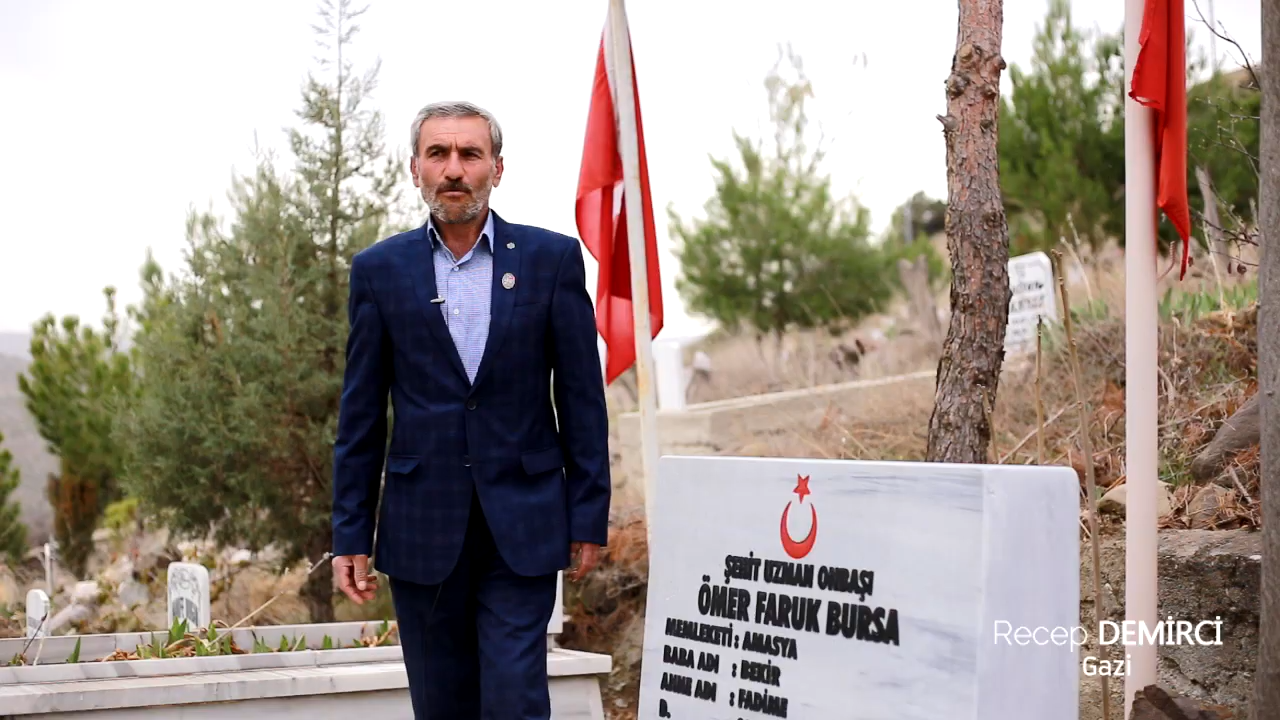 ŞEHİT UZMAN ONBAŞI
ÖMER FARUK BURSA
MEMLEKETİ : AMASYA
BABA ADI : BEKİR
ANNE ADI : FADİME
D.
Recep DEMİRCİ
Gazi